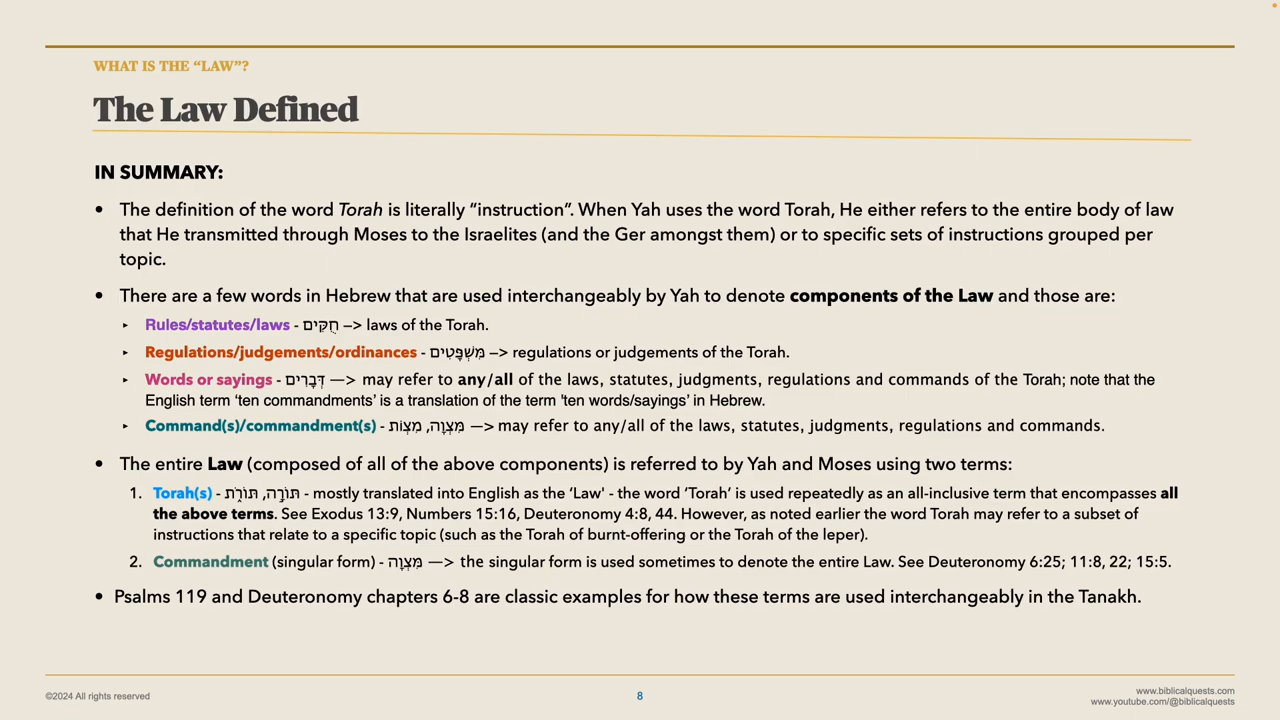 WHAT IS THE “LAW”?
The Law Defined
IN SUMMARY:
• The definition of the word Torah is literally “instruction”. When Yah uses the word Torah, He either refers to the entire body of law
that He transmitted through Moses to the Israelites (and the Ger amongst them) or to specific sets of instructions grouped per
topic.
• There are a few words in Hebrew that are used interchangeably by Yah to denote components of the Law and those are:
‣ Rules/statutes/laws - חֻקִּים —> laws of the Torah.
‣ Regulations/judgements/ordinances - מִּשְׁפָּטִים —> regulations or judgements of the Torah.
‣ Words or sayings - דְּבָרִים —> may refer to any/all of the laws, statutes, judgments, regulations and commands of the Torah; note that the
English term ‘ten commandments’ is a translation of the term 'ten words/sayings’ in Hebrew.
‣ Command(s)/commandment(s) - מִּצְוָה, מִצְוֹת —> may refer to any/all of the laws, statutes, judgments, regulations and commands.
• The entire Law (composed of all of the above components) is referred to by Yah and Moses using two terms:
1. Torah(s) - תּוֹרָה, תּוֹרֹת - mostly translated into English as the ‘Law' - the word ‘Torah’ is used repeatedly as an all-inclusive term that encompasses all
the above terms. See Exodus 13:9, Numbers 15:16, Deuteronomy 4:8, 44. However, as noted earlier the word Torah may refer to a subset of
instructions that relate to a specific topic (such as the Torah of burnt-offering or the Torah of the leper).
2. Commandment (singular form) - מִּצְוָה —> the singular form is used sometimes to denote the entire Law. See Deuteronomy 6:25; 11:8, 22; 15:5.
• Psalms 119 and Deuteronomy chapters 6-8 are classic examples for how these terms are used interchangeably in the Tanakh.
©2024 All rights reserved
8
www.biblicalquests.com
www.youtube.com/@biblicalquests